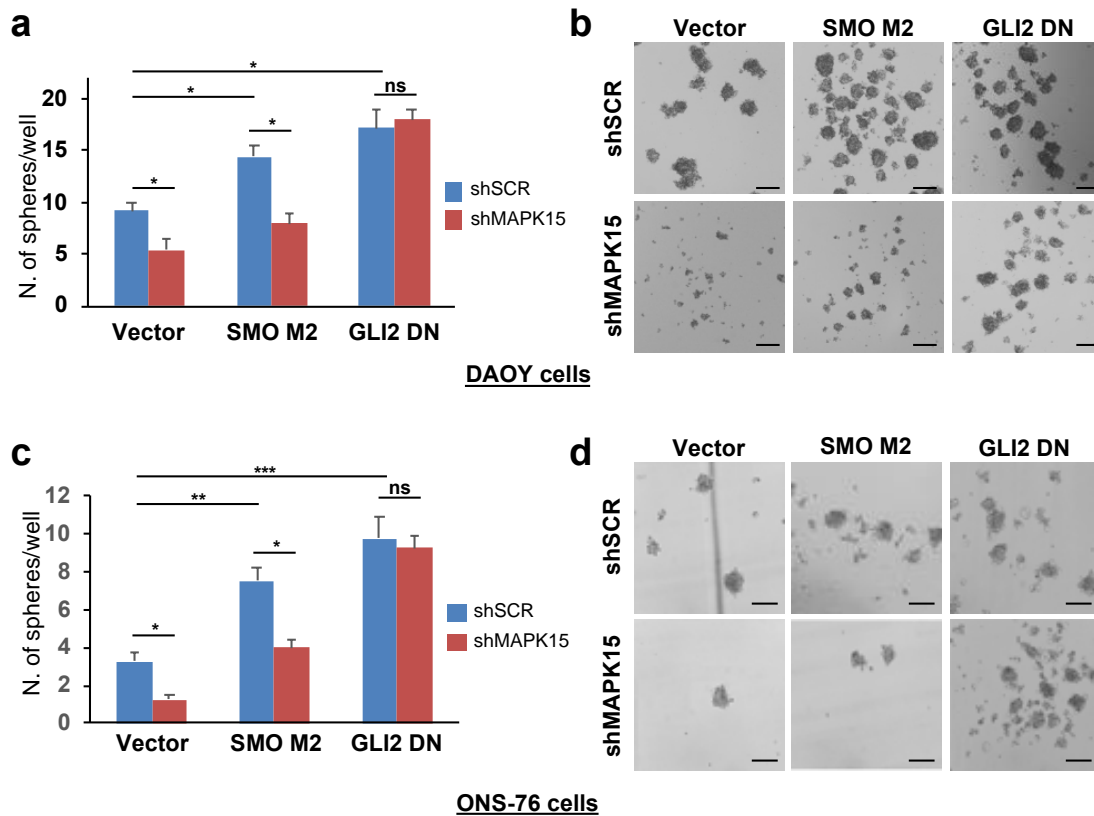 a
N. of spheres/well
20
15
10
5
0
*
*
*
*
ns
Vector
SMO M2
GLI2 DN
shSCR
shMAPK15
b
Vector
SMO M2
GLI2 DN
shSCR
shMAPK15
DAOY cells
c
N. of spheres/well
12
10
8
6
4
2
0
***
**
*
*
ns
Vector
SMO M2
GLI2 DN
shSCR
shMAPK15
d
Vector
SMO M2
GLI2 DN
shSCR
shMAPK15
ONS-76 cells